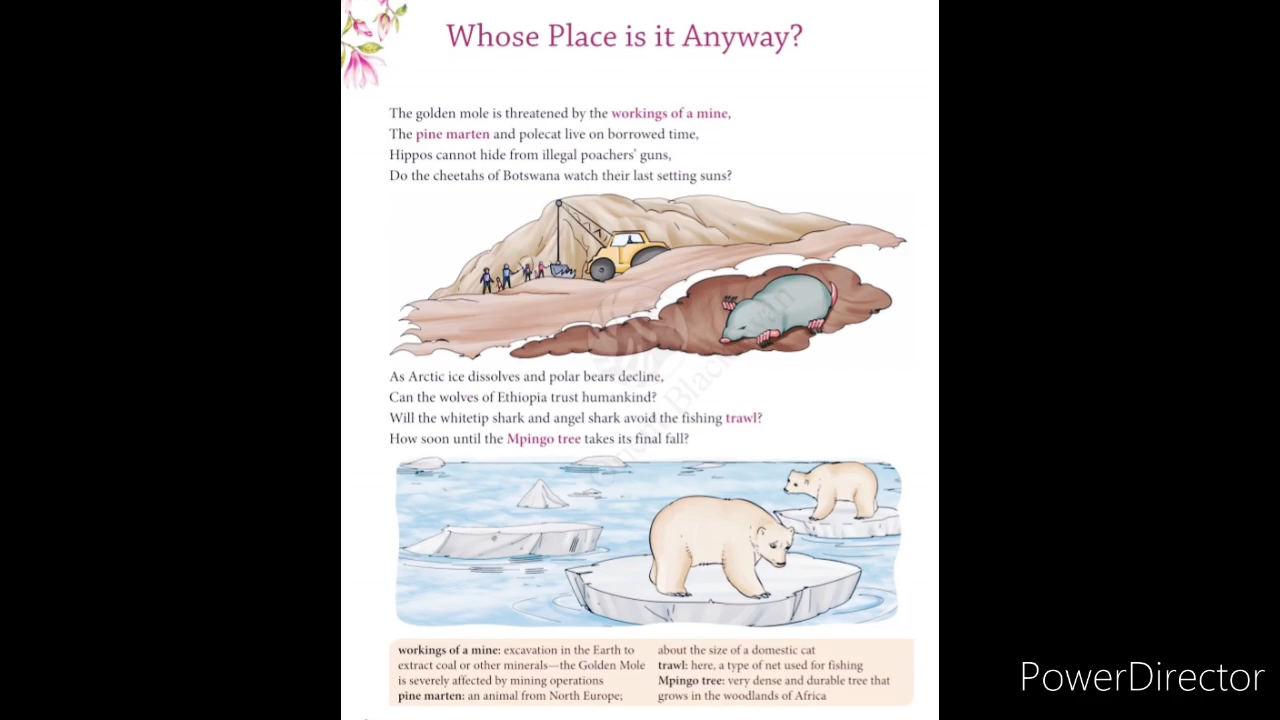 Whose Place is it Anyway?
The golden mole is threatened by the workings of a mine,
The pine marten and polecat live on borrowed time,
Hippos cannot hide from illegal poachers' guns,
Do the cheetahs of Botswana watch their last setting suns?
As Arctic ice dissolves and polar bears decline,
Can the wolves of Ethiopia trust humankind?
Will the whitetip shark and angel shark avoid the fishing trawl?
How soon until the Mpingo tree takes its final fall?
workings of a mine: excavation in the Earth to
extract coal or other minerals—the Golden Mole
is severely affected by mining operations
pine marten: an animal from North Europe;
about the size of a domestic cat
trawl: here, a type of net used for fishing
Mpingo tree: very dense and durable tree that
grows in the woodlands of Africa
PowerDirector